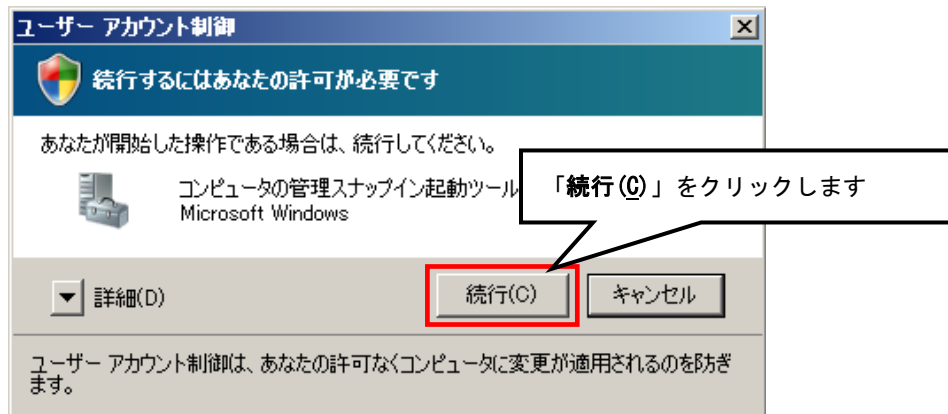 ユーザー アカウント制御
続行するにはあなたの許可が必要です
あなたが開始した操作である場合は、続行してください。
コンピュータの管理スナップイン起動ツール
Microsoft Windows
「続行(C)」をクリックします
詳細(D)
続行(C)
キャンセル
ユーザー アカウント制御は、あなたの許可なくコンピュータに変更が適用されるのを防ぎ
ます。